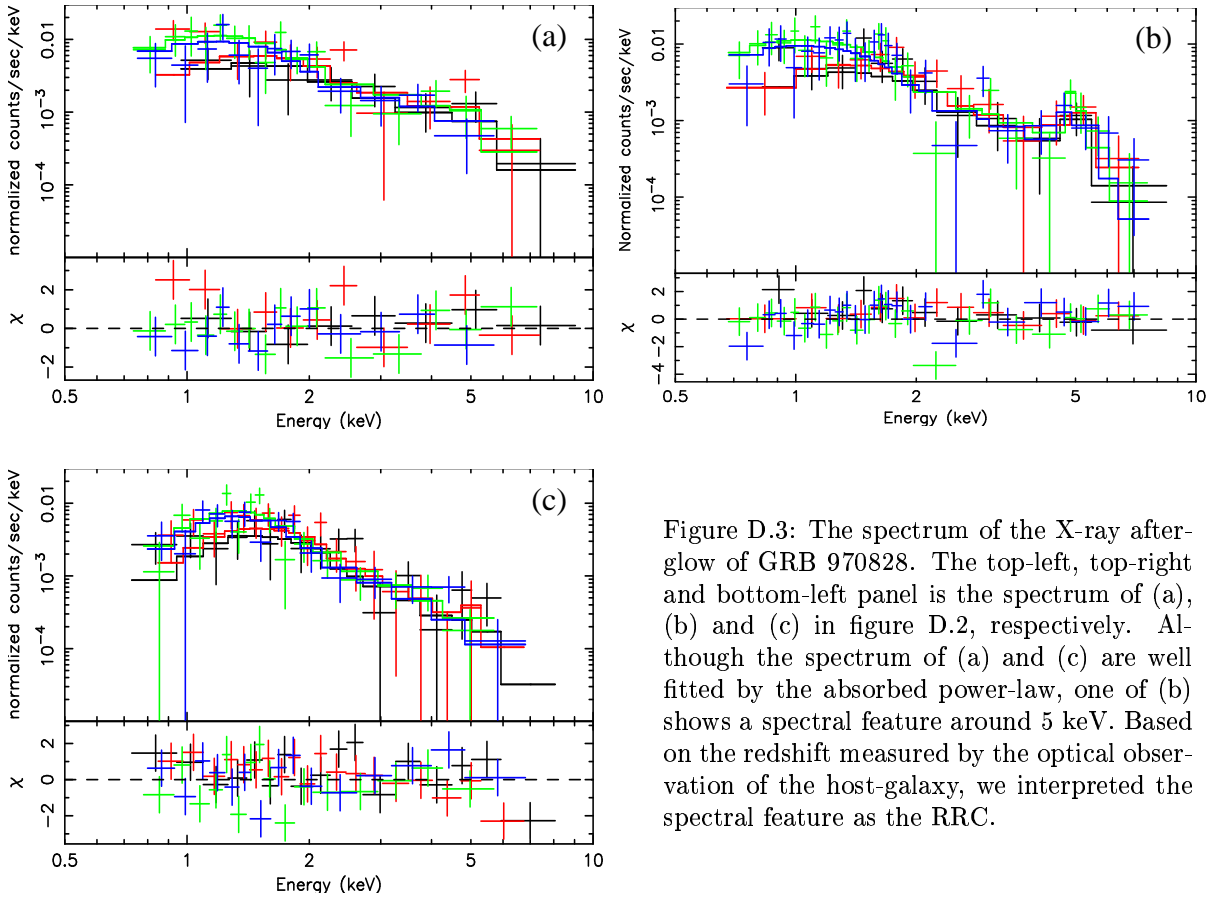 (a)
normalized counts/sec/keV
0.01
10⁻³
10⁻⁴
χ
2
0
−2
0.5
1
2
5
10
Energy (keV)
(b)
Normalized counts/sec/keV
0.01
10⁻³
10⁻⁴
χ
2
0
−2
−4
0.5
1
2
5
10
Energy (keV)
(c)
normalized counts/sec/keV
0.01
10⁻³
10⁻⁴
χ
2
0
−2
0.5
1
2
5
10
Energy (keV)
Figure D.3: The spectrum of the X-ray after-
glow of GRB 970828. The top-left, top-right
and bottom-left panel is the spectrum of (a),
(b) and (c) in figure D.2, respectively. Al-
though the spectrum of (a) and (c) are well
fitted by the absorbed power-law, one of (b)
shows a spectral feature around 5 keV. Based
on the redshift measured by the optical obser-
vation of the host-galaxy, we interpreted the
spectral feature as the RRC.